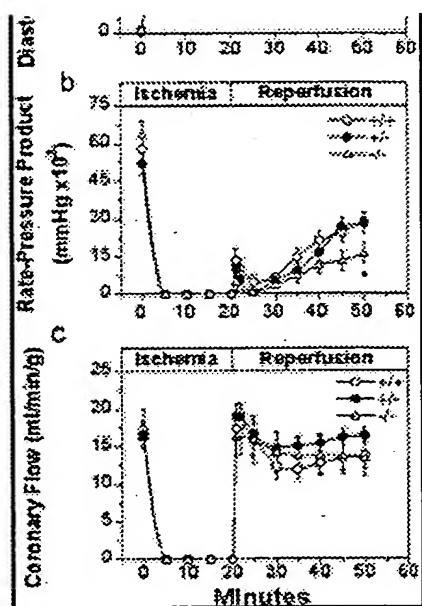 Diast
0
0 10 20 30 40 50 60
b
Ischemia Reperfusion
Rate-Pressure Product
(mmHg x10⁻³)
75
60
45
30
15
0
+/+
+/-
-/-
0 10 20 30 40 50 60
c
Ischemia Reperfusion
Coronary Flow (ml/min/g)
25
20
15
10
5
0
+/+
+/-
-/-
0 10 20 30 40 50 60
Minutes